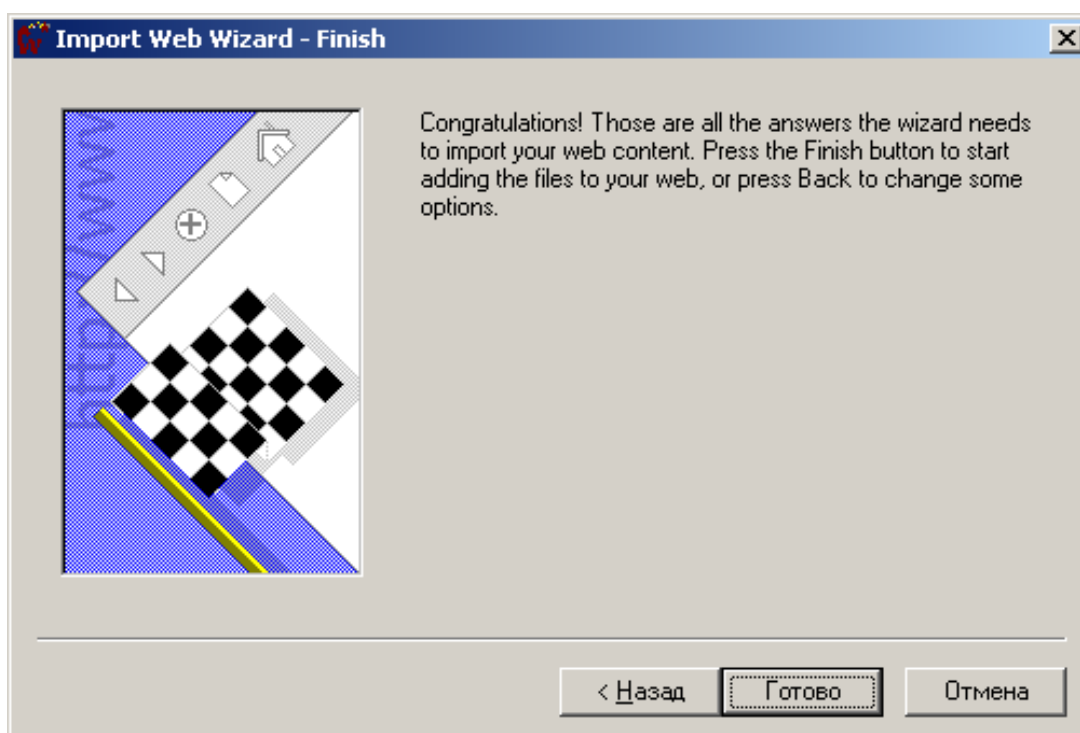 Import Web Wizard - Finish
Congratulations! Those are all the answers the wizard needs
to import your web content. Press the Finish button to start
adding the files to your web, or press Back to change some
options.
http://www
< Назад
Готово
Отмена